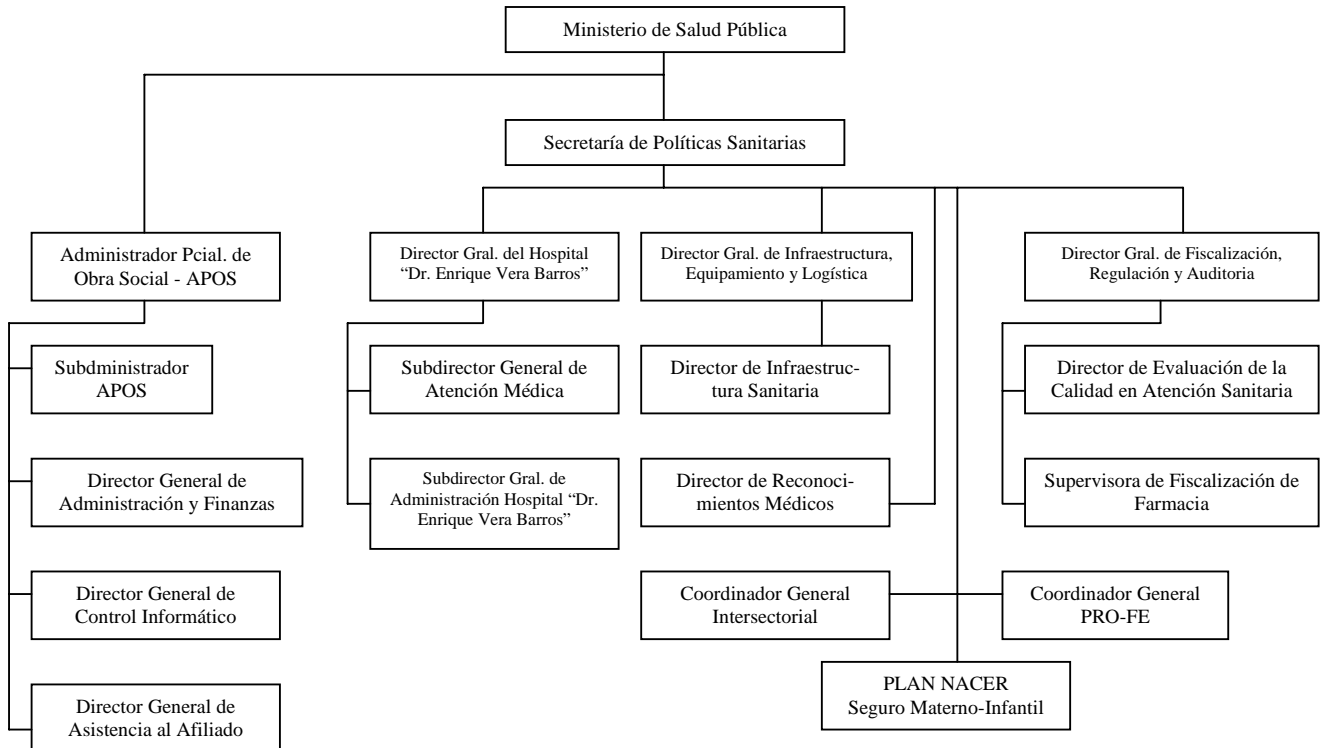 Ministerio de Salud Pública
Secretaría de Políticas Sanitarias
Administrador Pcial. de
Obra Social - APOS
Director Gral. del Hospital
“Dr. Enrique Vera Barros”
Director Gral. de Infraestructura,
Equipamiento y Logística
Director Gral. de Fiscalización,
Regulación y Auditoria
Subdministrador
APOS
Subdirector General de
Atención Médica
Director de Infraestruc-
tura Sanitaria
Director de Evaluación de la
Calidad en Atención Sanitaria
Director General de
Administración y Finanzas
Subdirector Gral. de
Administración Hospital “Dr.
Enrique Vera Barros”
Director de Reconoci-
mientos Médicos
Supervisora de Fiscalización de
Farmacia
Director General de
Control Informático
Coordinador General
Intersectorial
Coordinador General
PRO-FE
Director General de
Asistencia al Afiliado
PLAN NACER
Seguro Materno-Infantil